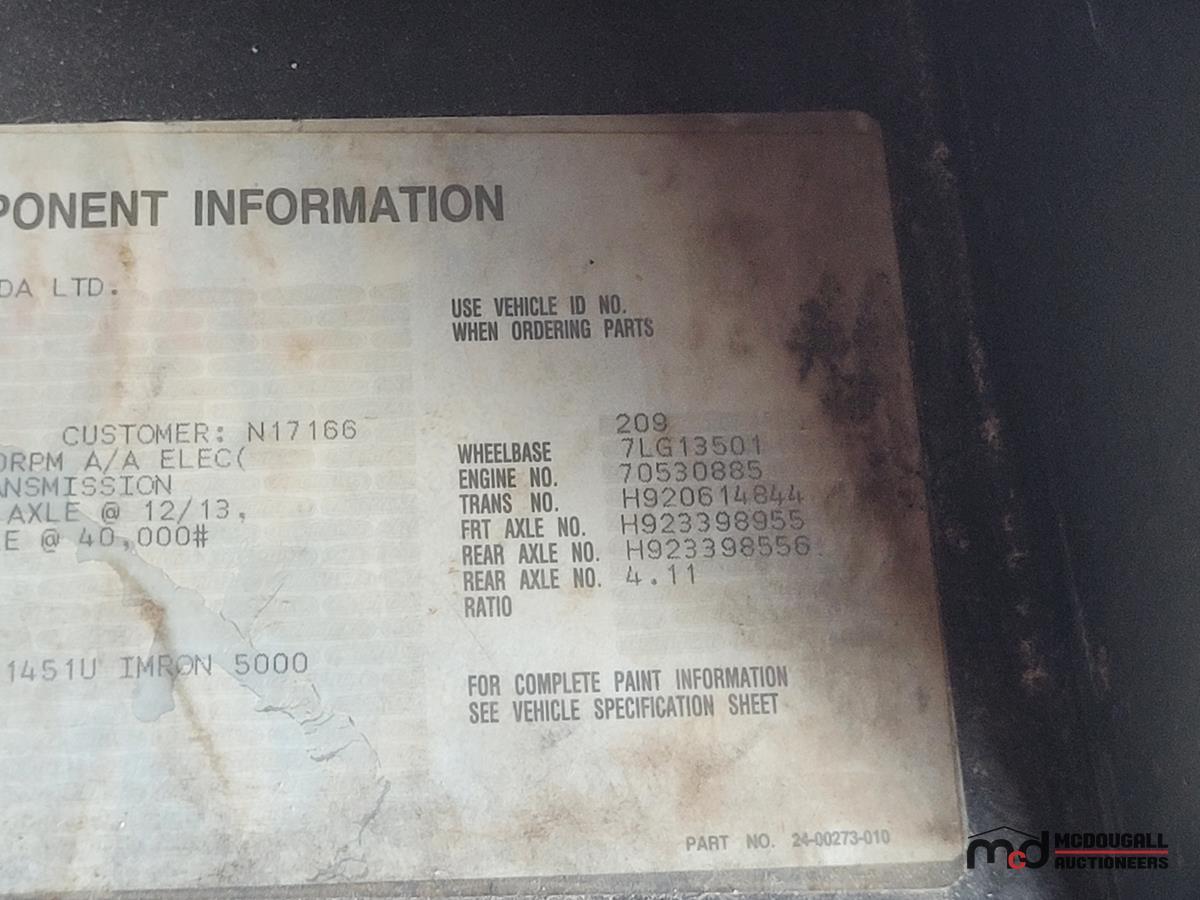 PONENT INFORMATION
DA LTD.
USE VEHICLE ID NO.
WHEN ORDERING PARTS
CUSTOMER: N17166
0RPM A/A ELEC(
ANSMISSION
AXLE @ 12/13,
E @ 40,000#
1451U IMRON 5000
209
WHEELBASE 7LG13501
ENGINE NO. 70530885
TRANS NO. H920614844
FRT AXLE NO. H923398955
REAR AXLE NO. H923398556
REAR AXLE NO. 4.11
RATIO
FOR COMPLETE PAINT INFORMATION
SEE VEHICLE SPECIFICATION SHEET
PART NO. 24-00273-010
mcd MCDOUGALL
AUCTIONEERS